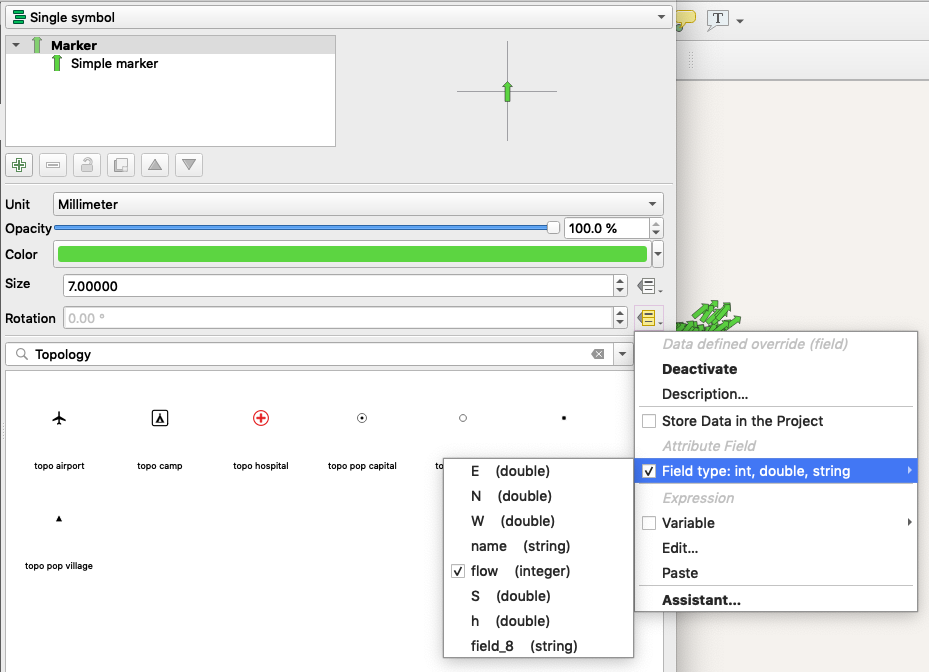 Single symbol
T
Marker
Simple marker
Unit Millimeter
Opacity 100.0 %
Color
Size 7.00000
Rotation 0.00 °
Topology
topo airport topo camp topo hospital topo pop capital to
topo pop village
Data defined override (field)
Deactivate
Description...
Store Data in the Project
Attribute Field
Field type: int, double, string
Expression
Variable
Edit...
Paste
Assistant...
E (double)
N (double)
W (double)
name (string)
flow (integer)
S (double)
h (double)
field_8 (string)